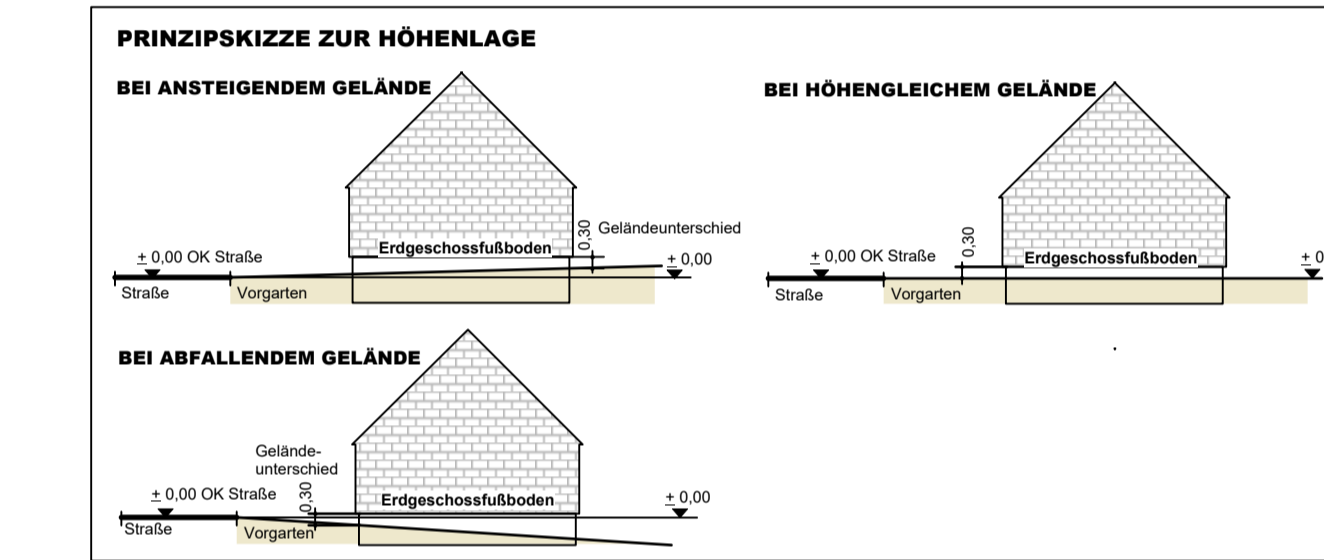 PRINZIPSKIZZE ZUR HÖHENLAGE
BEI ANSTEIGENDEM GELÄNDE
Erdgeschossfußboden
0,30
Geländeunterschied
± 0,00 OK Straße
± 0,00
Straße
Vorgarten
BEI HÖHENGLEICHEM GELÄNDE
0,30
Erdgeschossfußboden
± 0,00 OK Straße
± 0
Straße
Vorgarten
BEI ABFALLENDEM GELÄNDE
Gelände-
unterschied
0,30
Erdgeschossfußboden
± 0,00 OK Straße
± 0,00
Straße
Vorgarten